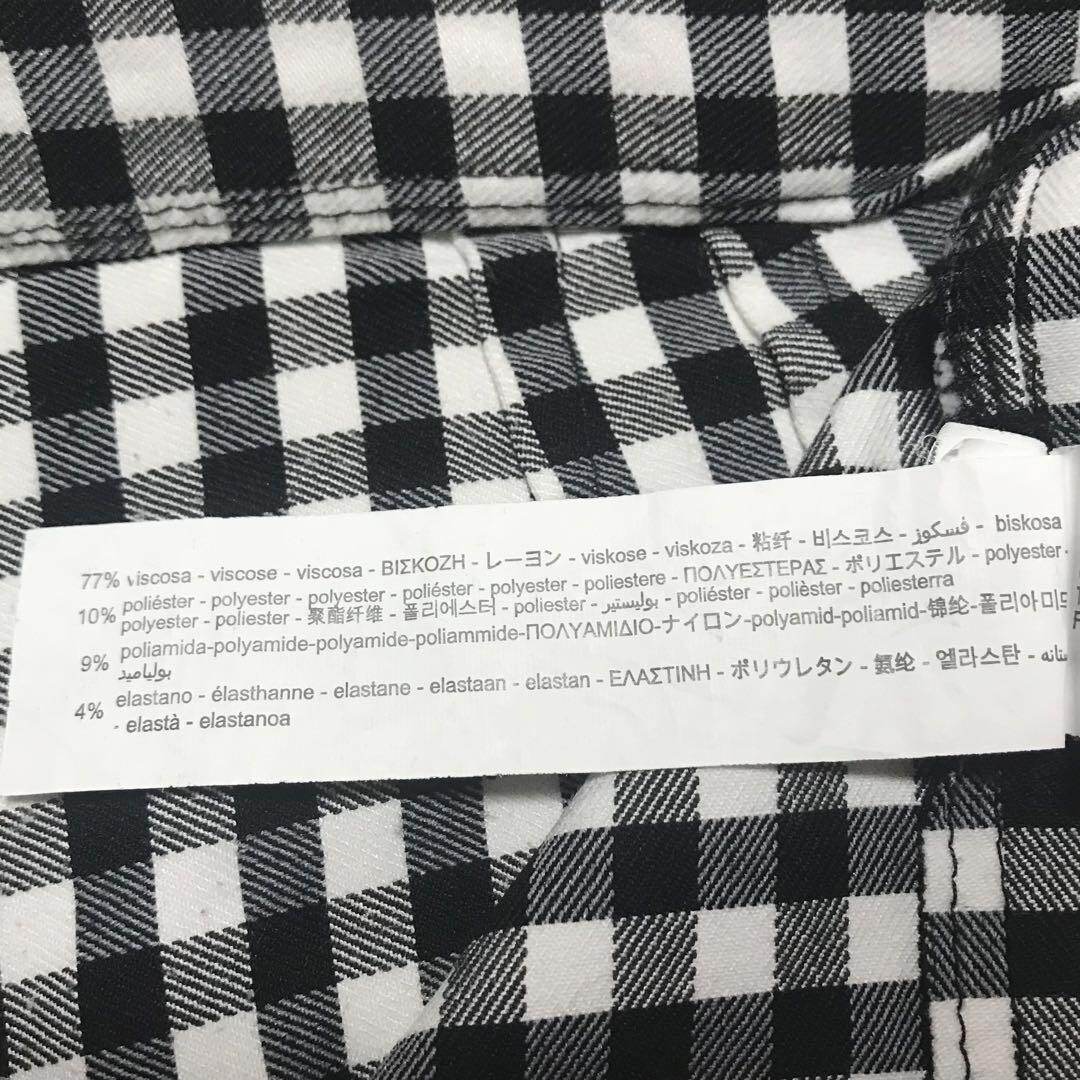 77% viscosa - viscose - viscosa - ΒΙΣΚΟΖΗ - レーヨン - viskose - viskoza - 粘纤 - 비스코스 - فسكوز - biskosa
10% poliéster - polyester - polyester - poliéster - polyester - poliestere - ΠΟΛΥΕΣΤΕΡΑΣ - ポリエステル - polyester -
polyester - poliester - 聚酯纤维 - 폴리에스터 - poliester - بوليستير - poliéster - polièster - poliesterra
9% poliamida-polyamide-polyamide-poliammide-ΠΟΛΥΑΜΙΔΙΟ-ナイロン-polyamid-poliamid-锦纶-폴리아미드
بولياميد
4% elastano - élasthanne - elastane - elastaan - elastan - ΕΛΑΣΤΙΝΗ - ポリウレタン - 氨纶 - 엘라스탄 -
- elastà - elastanoa